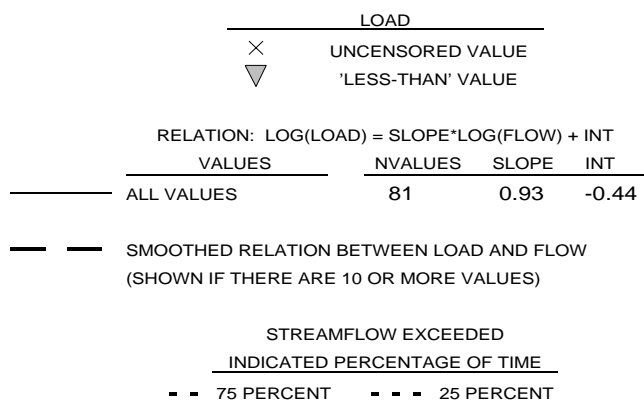 LOAD
UNCENSORED VALUE
'LESS-THAN' VALUE
RELATION: LOG(LOAD) = SLOPE*LOG(FLOW) + INT
VALUES NVALUES SLOPE INT
ALL VALUES 81 0.93 -0.44
SMOOTHED RELATION BETWEEN LOAD AND FLOW
(SHOWN IF THERE ARE 10 OR MORE VALUES)
STREAMFLOW EXCEEDED
INDICATED PERCENTAGE OF TIME
75 PERCENT 25 PERCENT